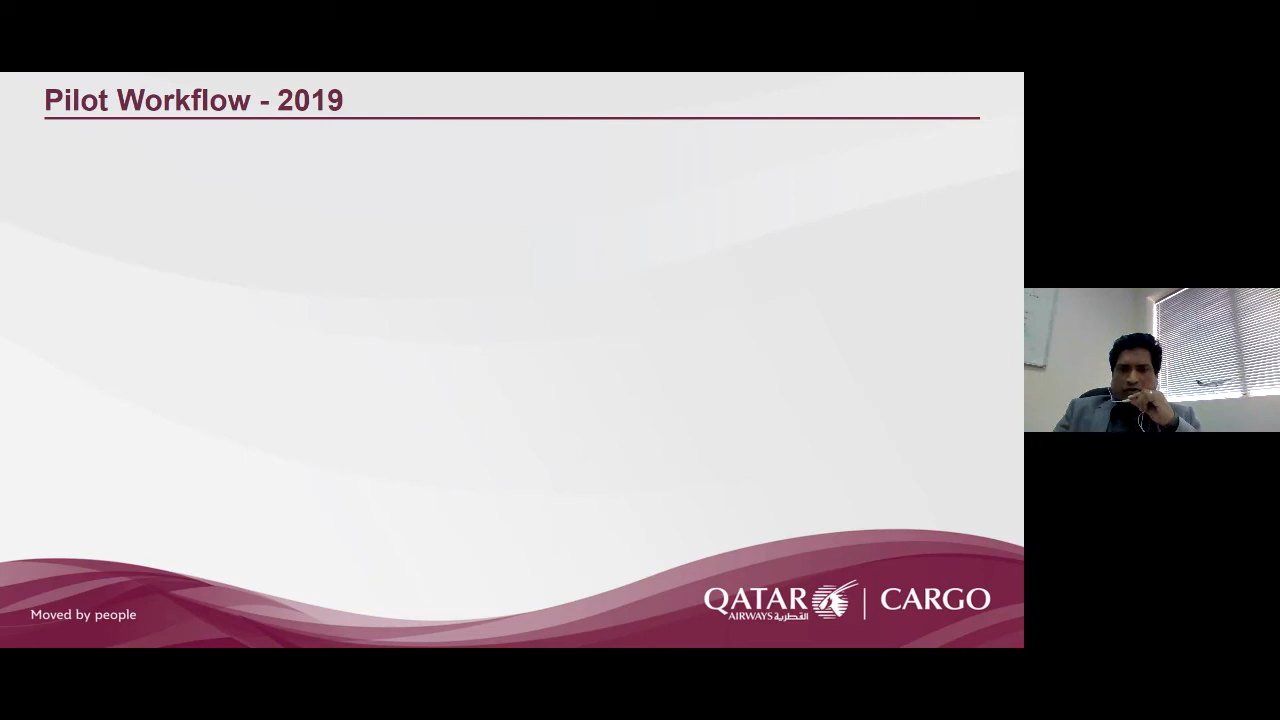 Pilot Workflow - 2019
Moved by people
QATAR
AIRWAYS القطرية
CARGO